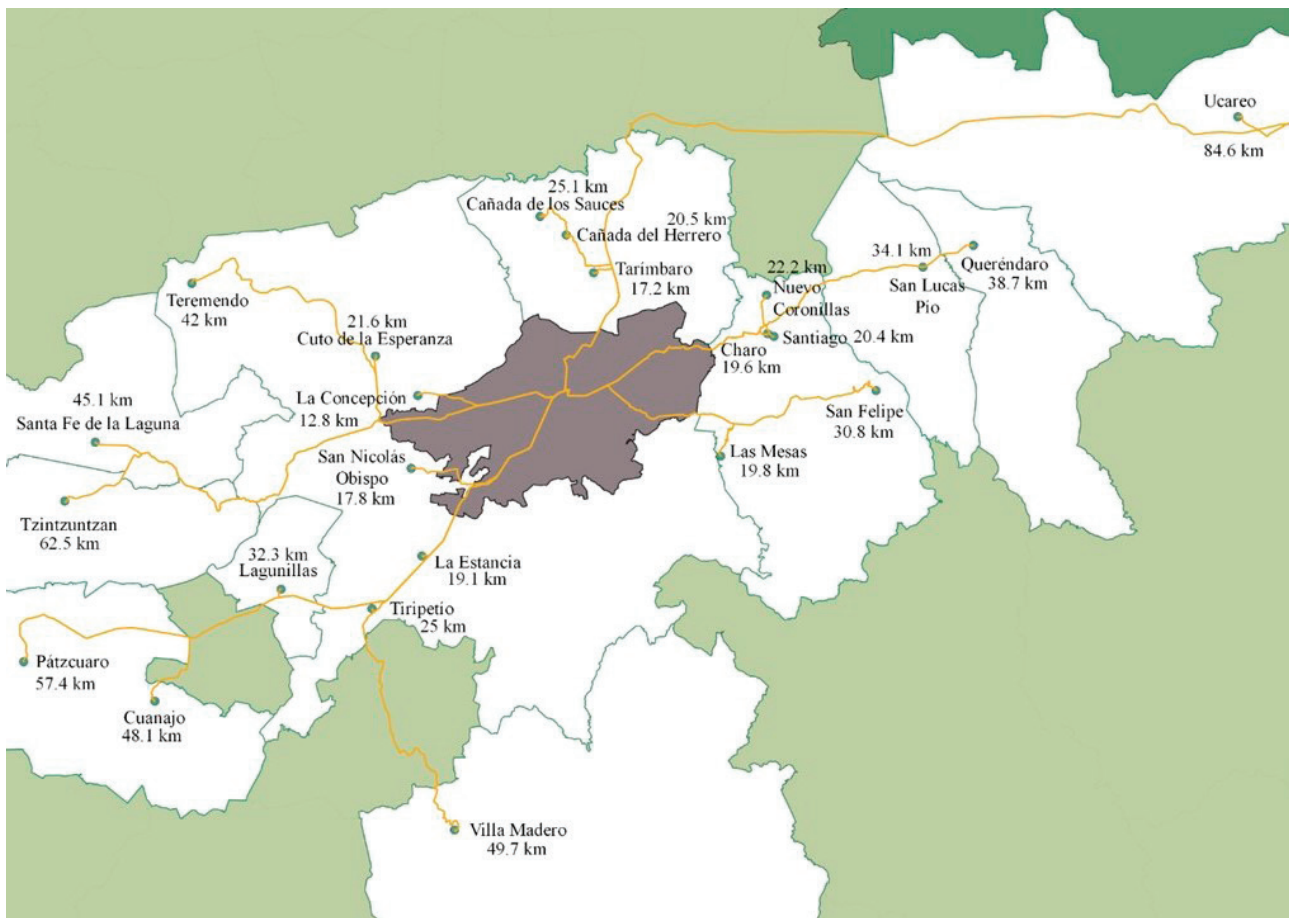 Ucareo
84.6 km
25.1 km
Cañada de los Sauces
20.5 km
Cañada del Herrero
Tarímbaro
17.2 km
34.1 km
San Lucas
Pío
Queréndaro
38.7 km
22.2 km
Nuevo
Coronillas
Santiago 20.4 km
Charo
19.6 km
Teremendo
42 km
21.6 km
Cuto de la Esperanza
La Concepción
12.8 km
San Felipe
30.8 km
45.1 km
Santa Fe de la Laguna
Las Mesas
19.8 km
San Nicolás
Obispo
17.8 km
Tzintzuntzan
62.5 km
32.3 km
Lagunillas
La Estancia
19.1 km
Tiripetío
25 km
Pátzcuaro
57.4 km
Cuanajo
48.1 km
Villa Madero
49.7 km